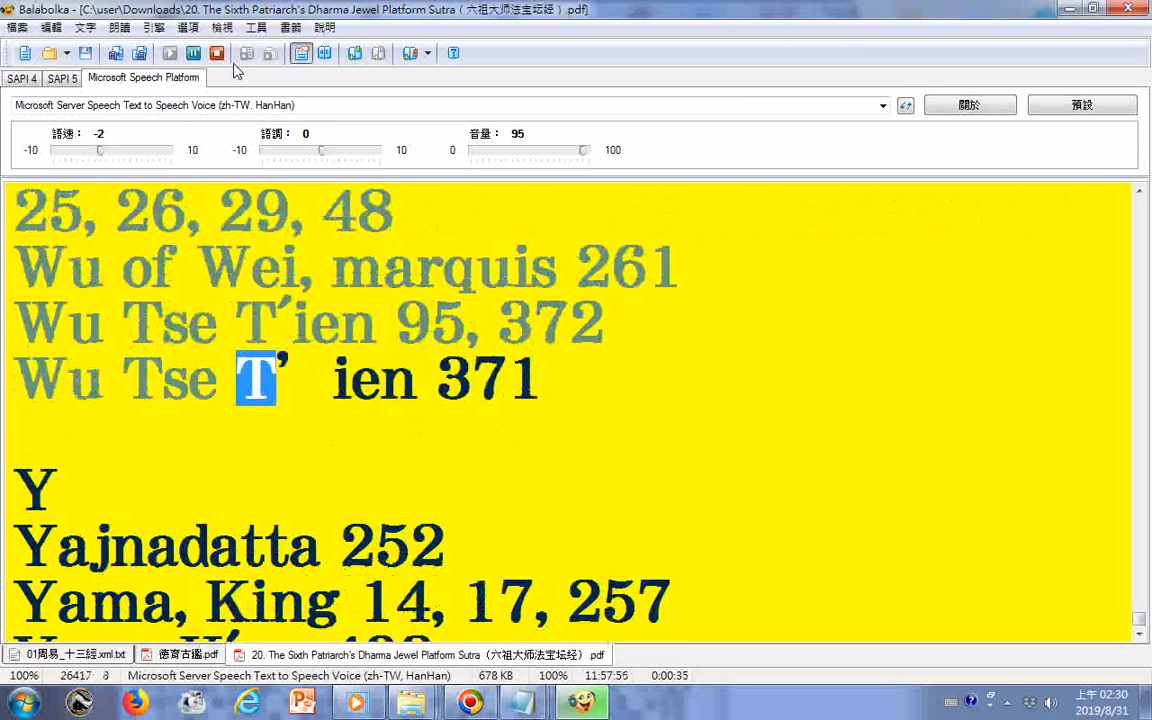 Balabolka - [C:\user\Downloads\20. The Sixth Patriarch's Dharma Jewel Platform Sutra（六祖大师法宝坛经）.pdf]
檔案 編輯 文字 朗讀 引擎 選項 檢視 工具 書籤 說明
SAPI 4 SAPI 5 Microsoft Speech Platform
Microsoft Server Speech Text to Speech Voice (zh-TW, HanHan) 關於 預設
語速： -2 語調： 0 音量： 95
-10 10 -10 10 0 100
25, 26, 29, 48
Wu of Wei, marquis 261
Wu Tse T´ien 95, 372
Wu Tse T’ ien 371
Y
Yajnadatta 252
Yama, King 14, 17, 257
01周易_十三經.xml.txt 德育古鑑.pdf 20. The Sixth Patriarch's Dharma Jewel Platform Sutra（六祖大师法宝坛经）.pdf
100% 26417 8 Microsoft Server Speech Text to Speech Voice (zh-TW, HanHan) 678 KB 100% 11:57:55 0:00:35
上午 02:30
2019/8/31